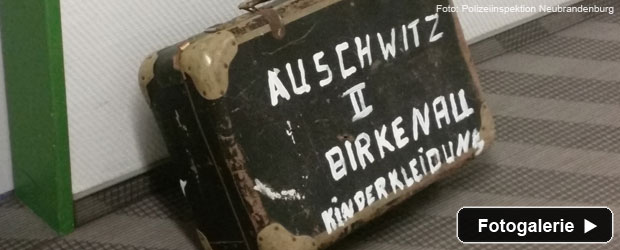 Foto: Polizeiinspektion Neubrandenburg
AUSCHWITZ
II
BIRKENAU
KINDERKLEIDUNG
Fotogalerie